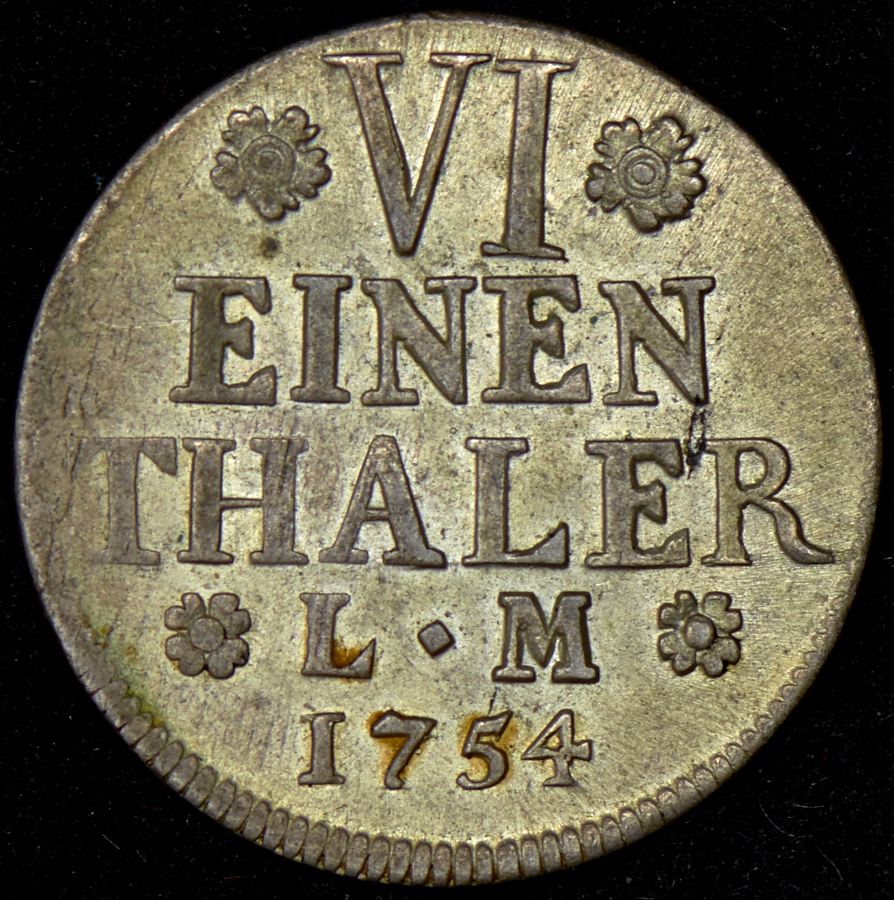 VI
EINEN
THALER
L · M
1754